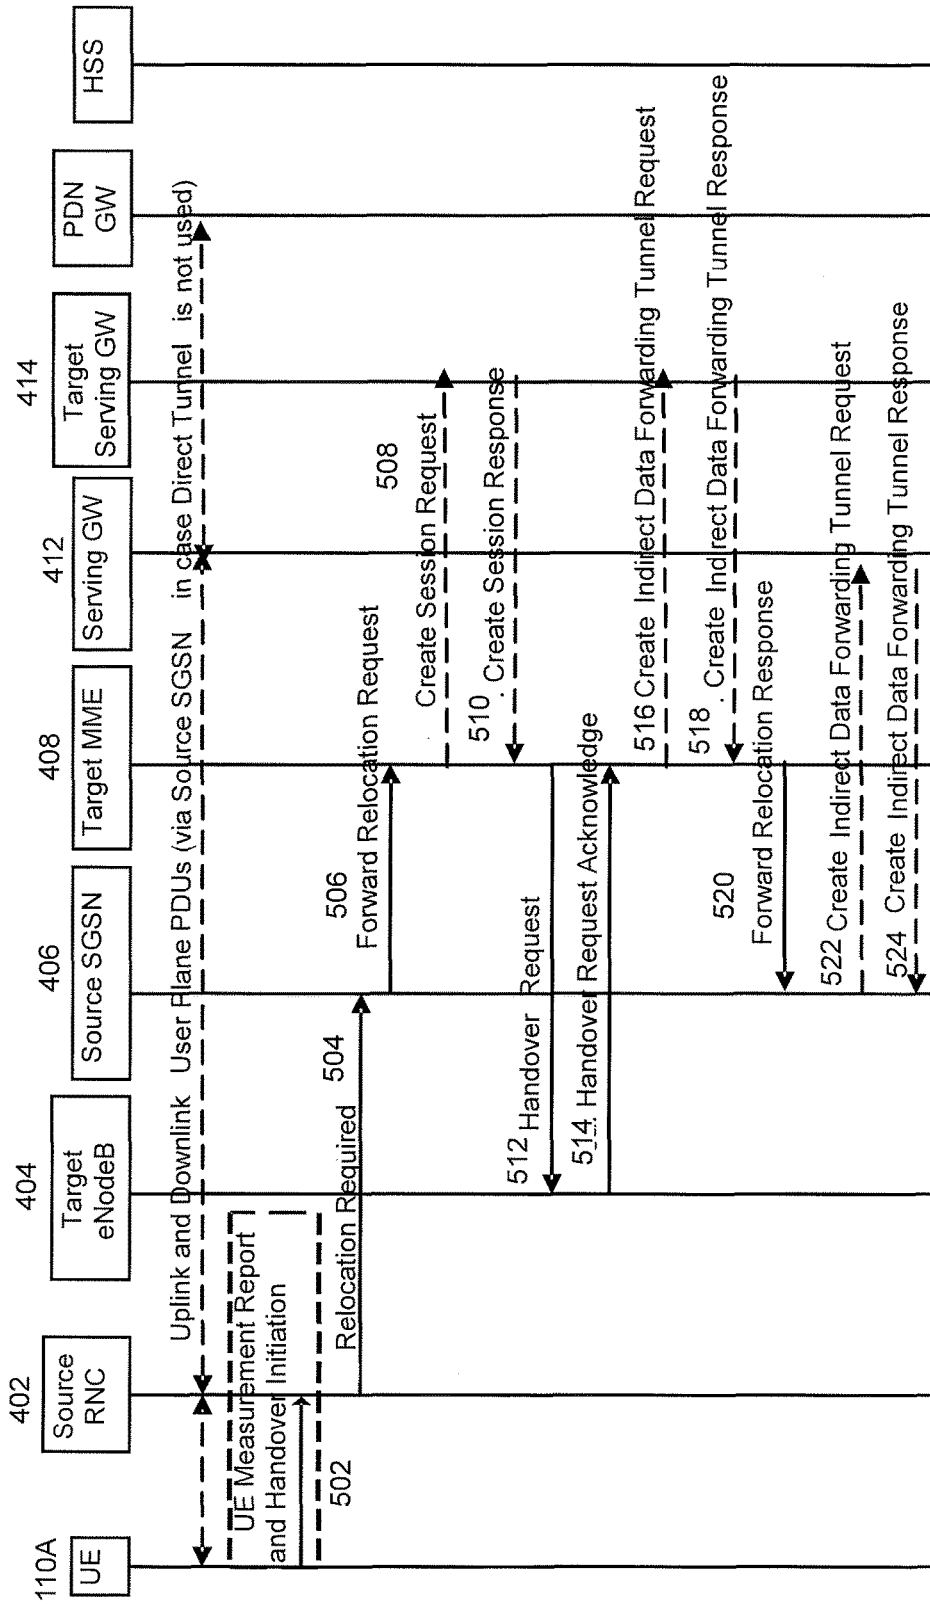 110A
UE
402
Source
RNC
404
Target
eNodeB
406
Source SGSN
408
Target MME
412
Serving GW
414
Target
Serving GW
PDN
GW
HSS
Uplink and Downlink User Plane PDUs (via Source SGSN in case Direct Tunnel is not used)
UE Measurement Report
and Handover Initiation
502
Relocation Required
504
506
Forward Relocation Request
508
Create Session Request
510
. Create Session Response
512
Handover Request
514
Handover Request Acknowledge
516 Create Indirect Data Forwarding Tunnel Request
518
. Create Indirect Data Forwarding Tunnel Response
520
Forward Relocation Response
522 Create Indirect Data Forwarding Tunnel Request
524 Create Indirect Data Forwarding Tunnel Response